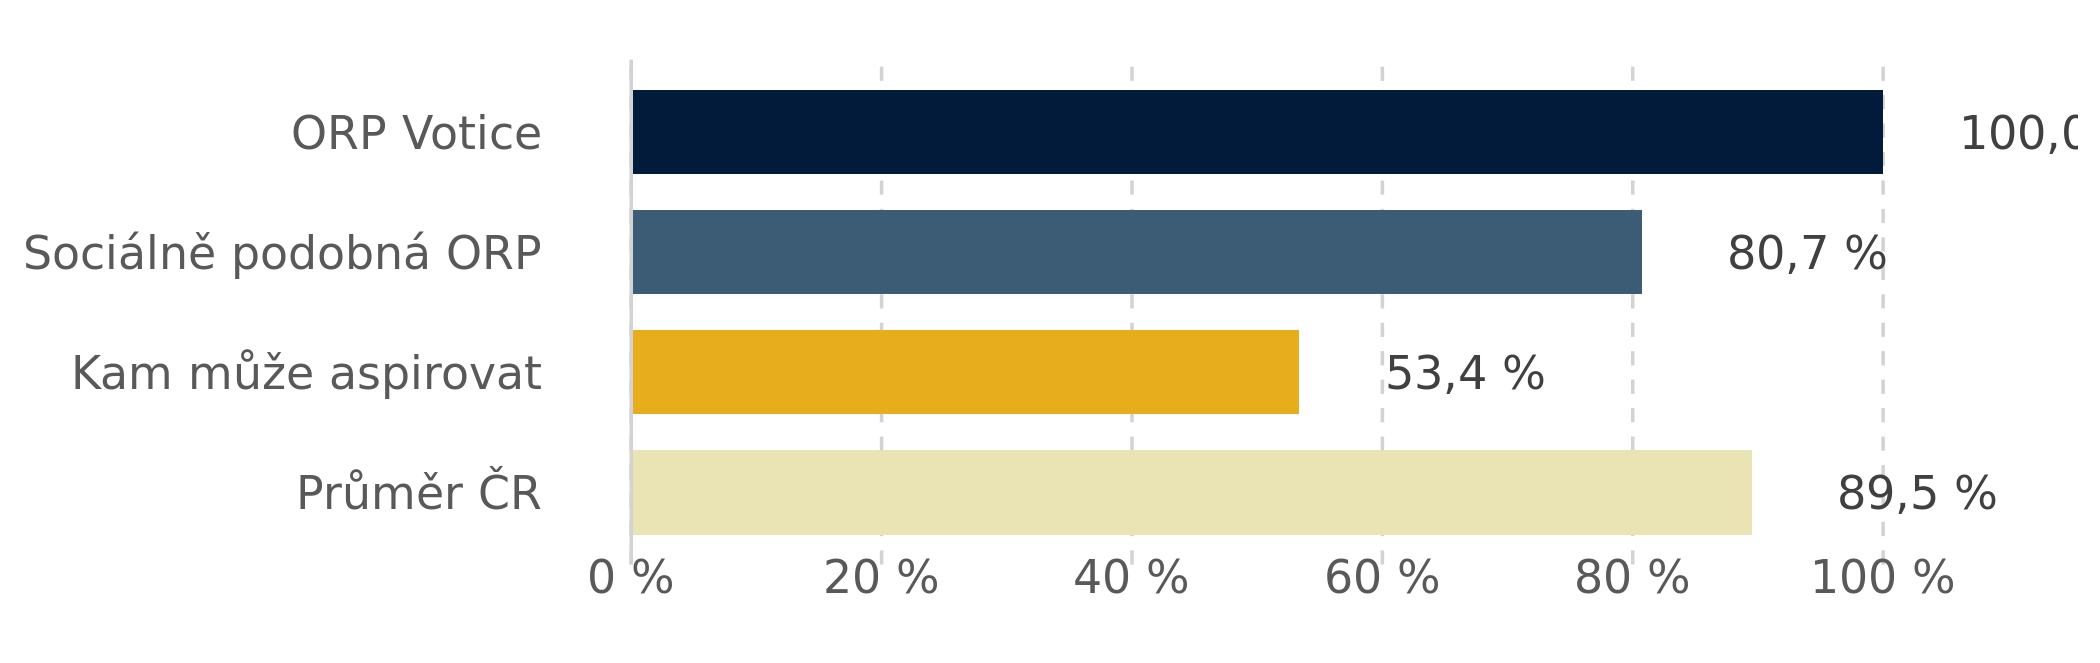 ORP Votice 100,0
Sociálně podobná ORP 80,7 %
Kam může aspirovat 53,4 %
Průměr ČR 89,5 %
0 % 20 % 40 % 60 % 80 % 100 %